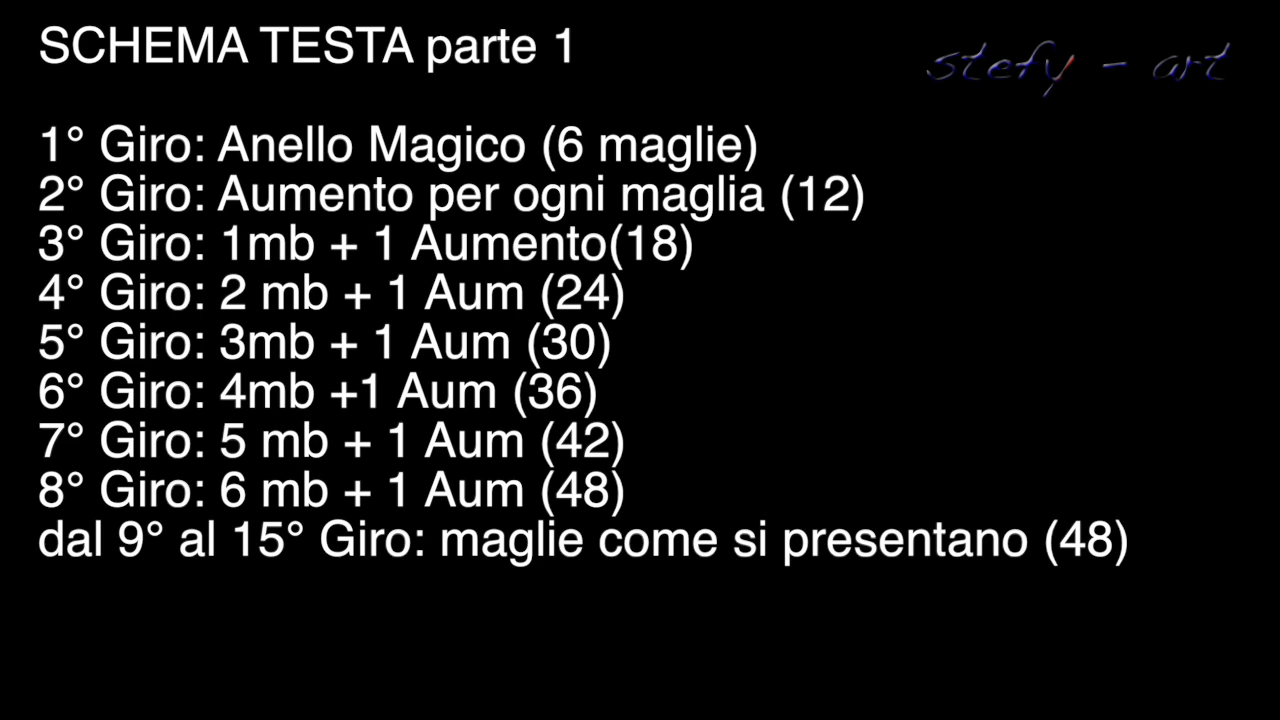 SCHEMA TESTA parte 1
stefy - art
1° Giro: Anello Magico (6 maglie)
2° Giro: Aumento per ogni maglia (12)
3° Giro: 1mb + 1 Aumento(18)
4° Giro: 2 mb + 1 Aum (24)
5° Giro: 3mb + 1 Aum (30)
6° Giro: 4mb +1 Aum (36)
7° Giro: 5 mb + 1 Aum (42)
8° Giro: 6 mb + 1 Aum (48)
dal 9° al 15° Giro: maglie come si presentano (48)